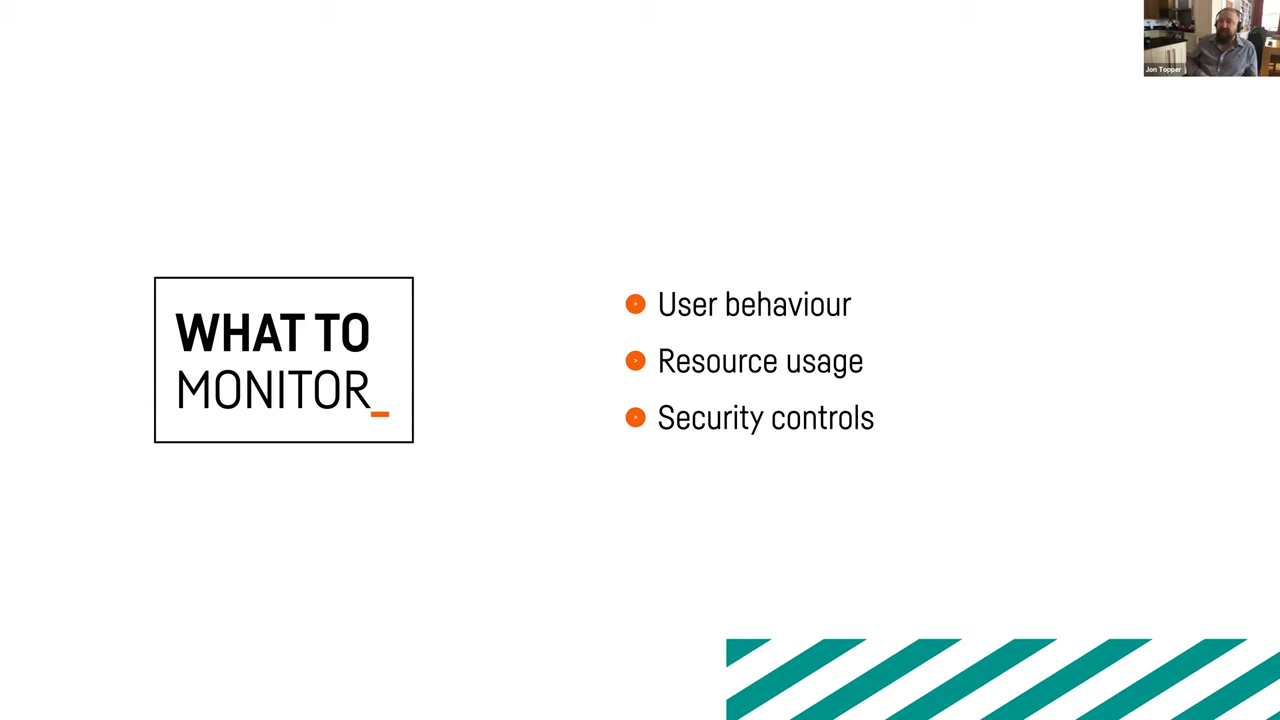 Jon Topper
WHAT TO
MONITOR_
> User behaviour
> Resource usage
> Security controls